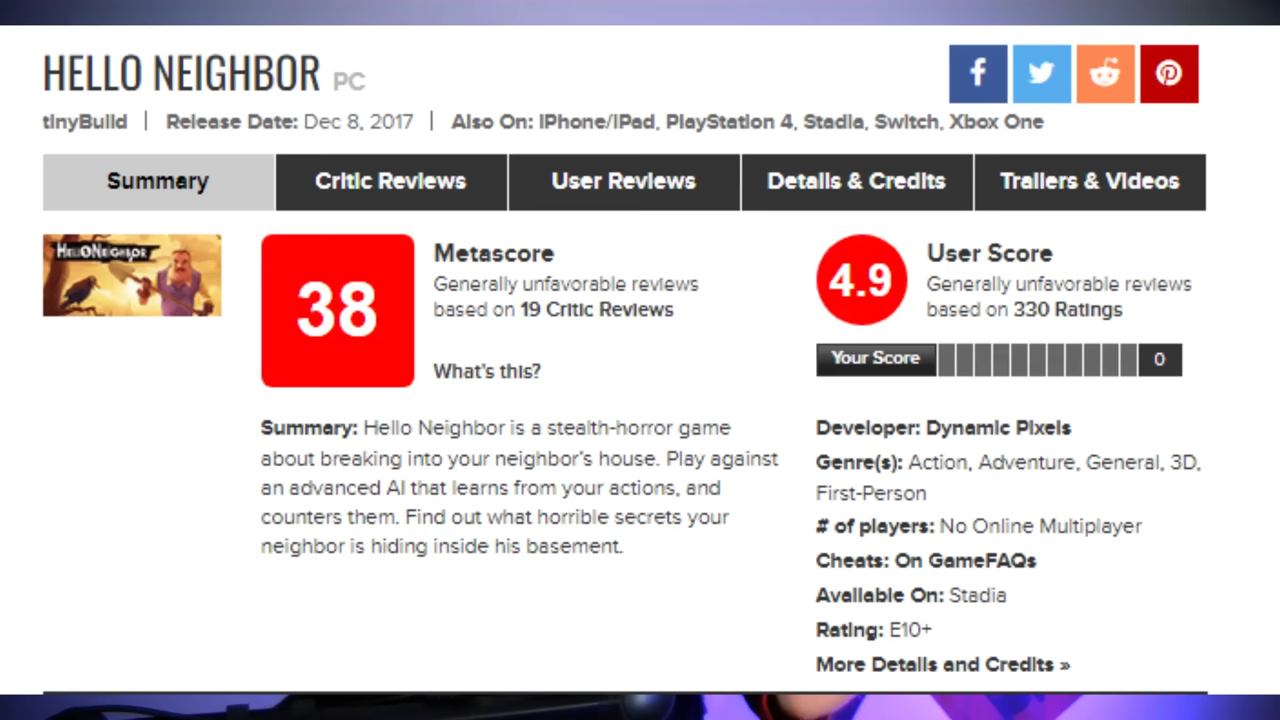 HELLO NEIGHBOR PC
tinyBuild | Release Date: Dec 8, 2017 | Also On: iPhone/iPad, PlayStation 4, Stadia, Switch, Xbox One
Summary Critic Reviews User Reviews Details & Credits Trailers & Videos
HELLO NEIGHBOR
38
Metascore
Generally unfavorable reviews
based on 19 Critic Reviews
What's this?
4.9
User Score
Generally unfavorable reviews
based on 330 Ratings
Your Score 0
Summary: Hello Neighbor is a stealth-horror game
about breaking into your neighbor's house. Play against
an advanced AI that learns from your actions, and
counters them. Find out what horrible secrets your
neighbor is hiding inside his basement.
Developer: Dynamic Pixels
Genre(s): Action, Adventure, General, 3D,
First-Person
# of players: No Online Multiplayer
Cheats: On GameFAQs
Available On: Stadia
Rating: E10+
More Details and Credits »